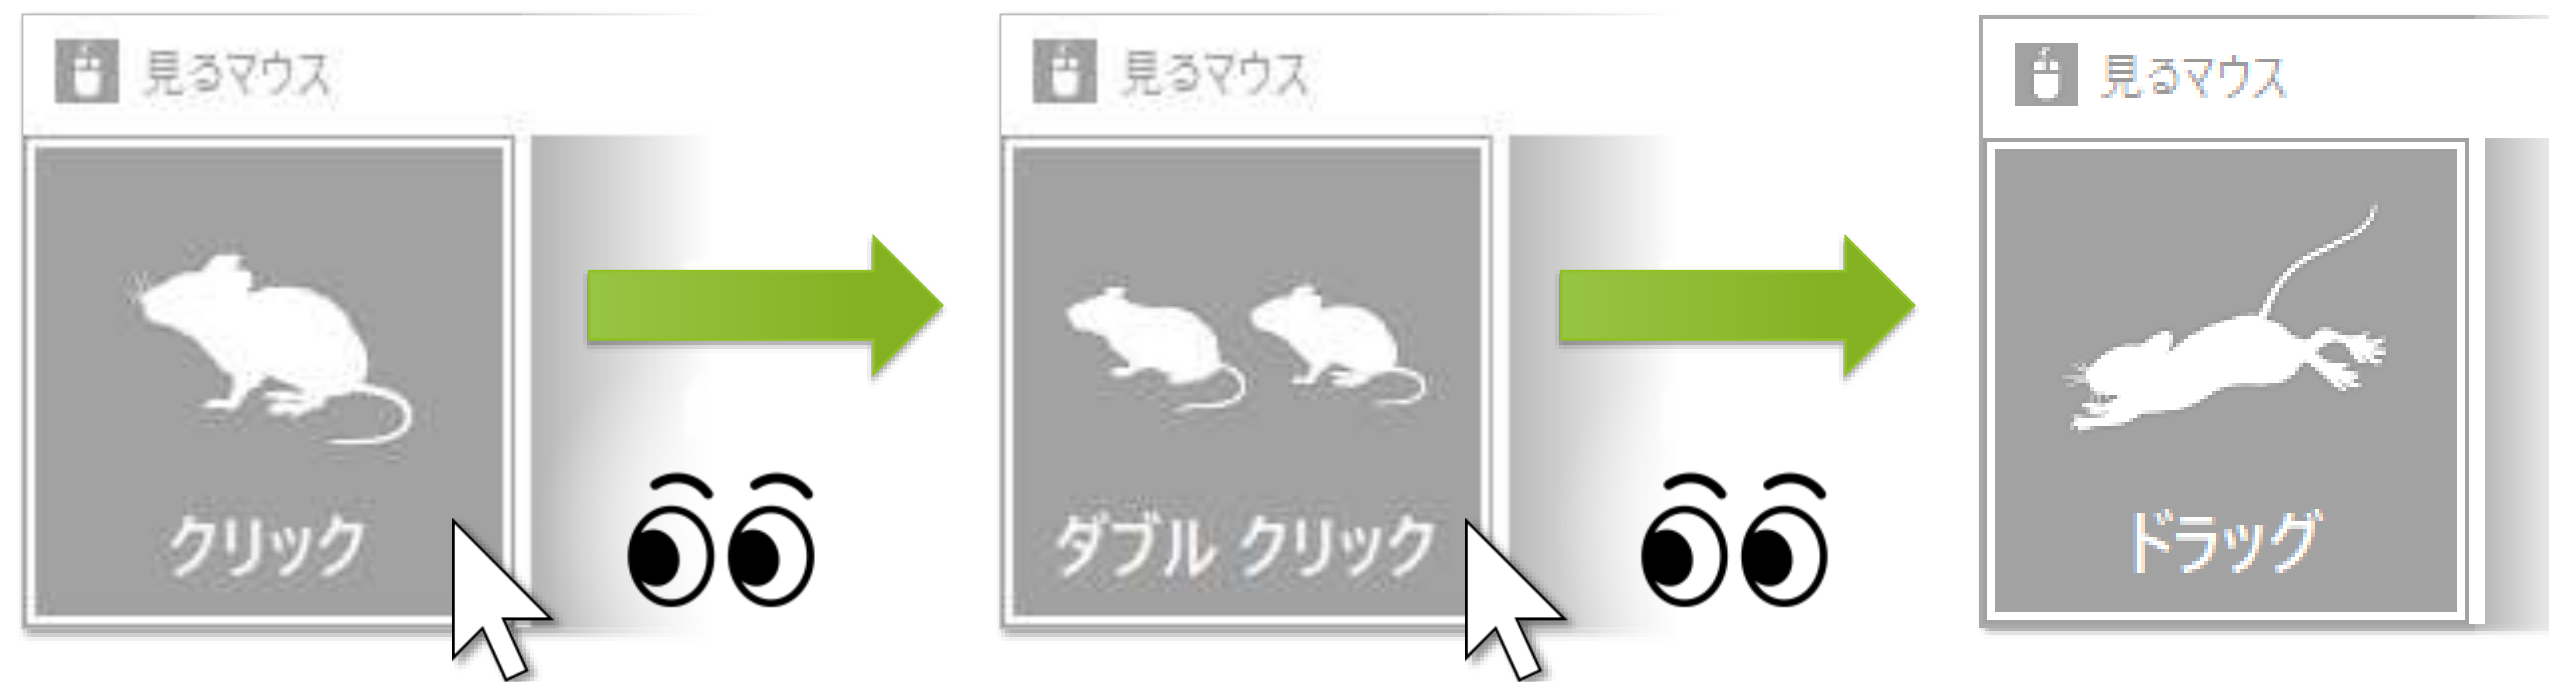 見るマウス
クリック
見るマウス
ダブル クリック
見るマウス
ドラッグ